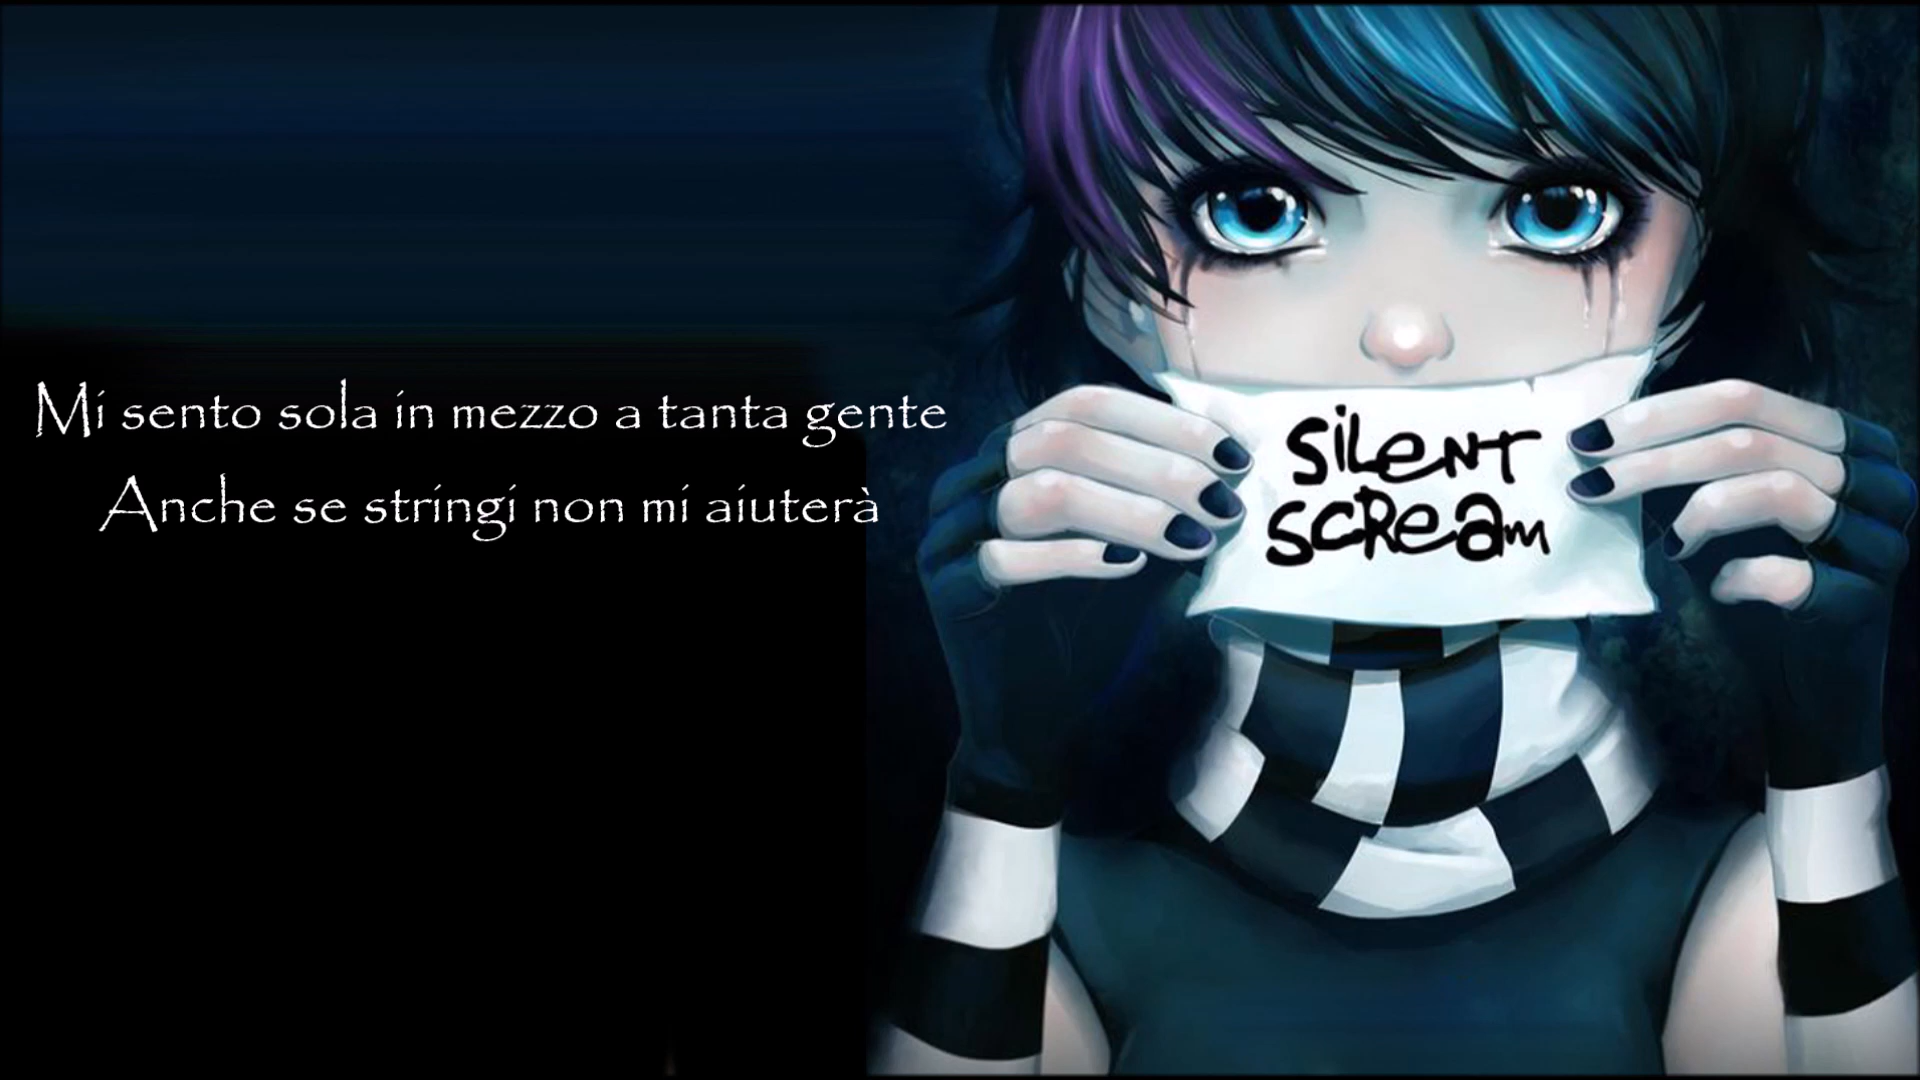 Mi sento sola in mezzo a tanta gente
Anche se stringi non mi aiuterà
SILENT
SCREAM